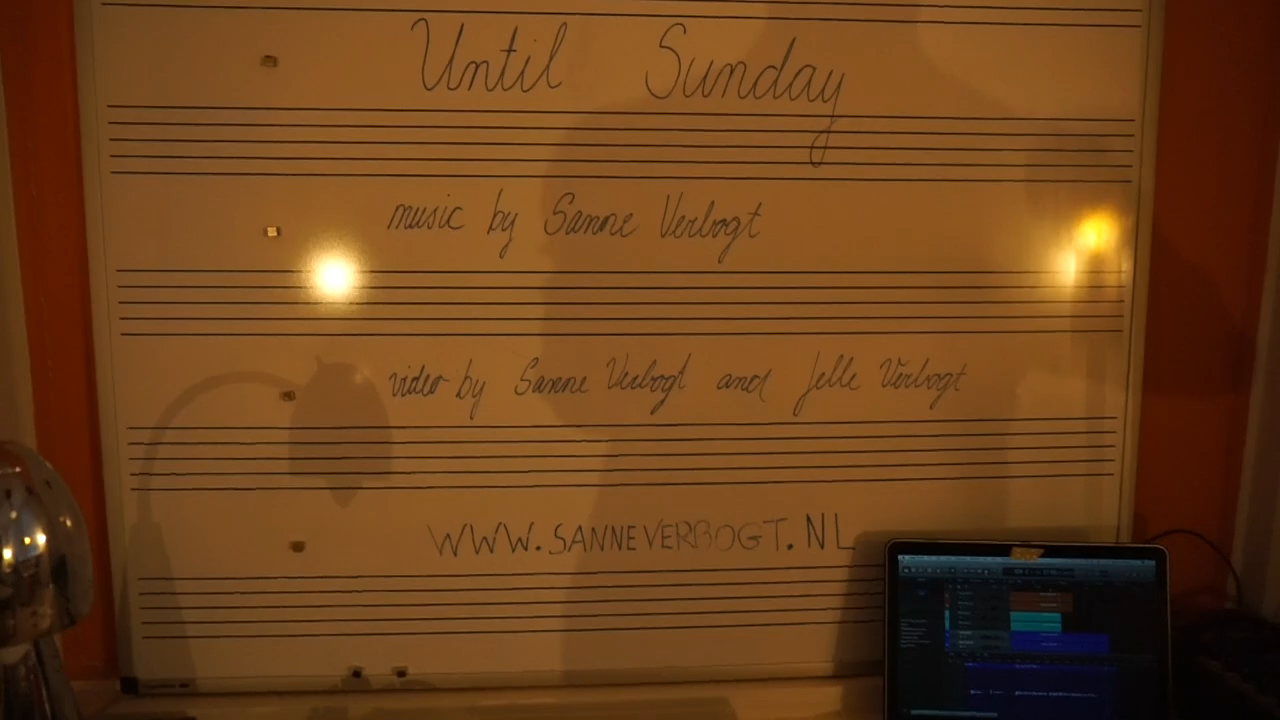 Until Sunday
music by Sanne Verbogt
video by Sanne Verbogt and Jelle Verbogt
WWW.SANNEVERBOGT.NL